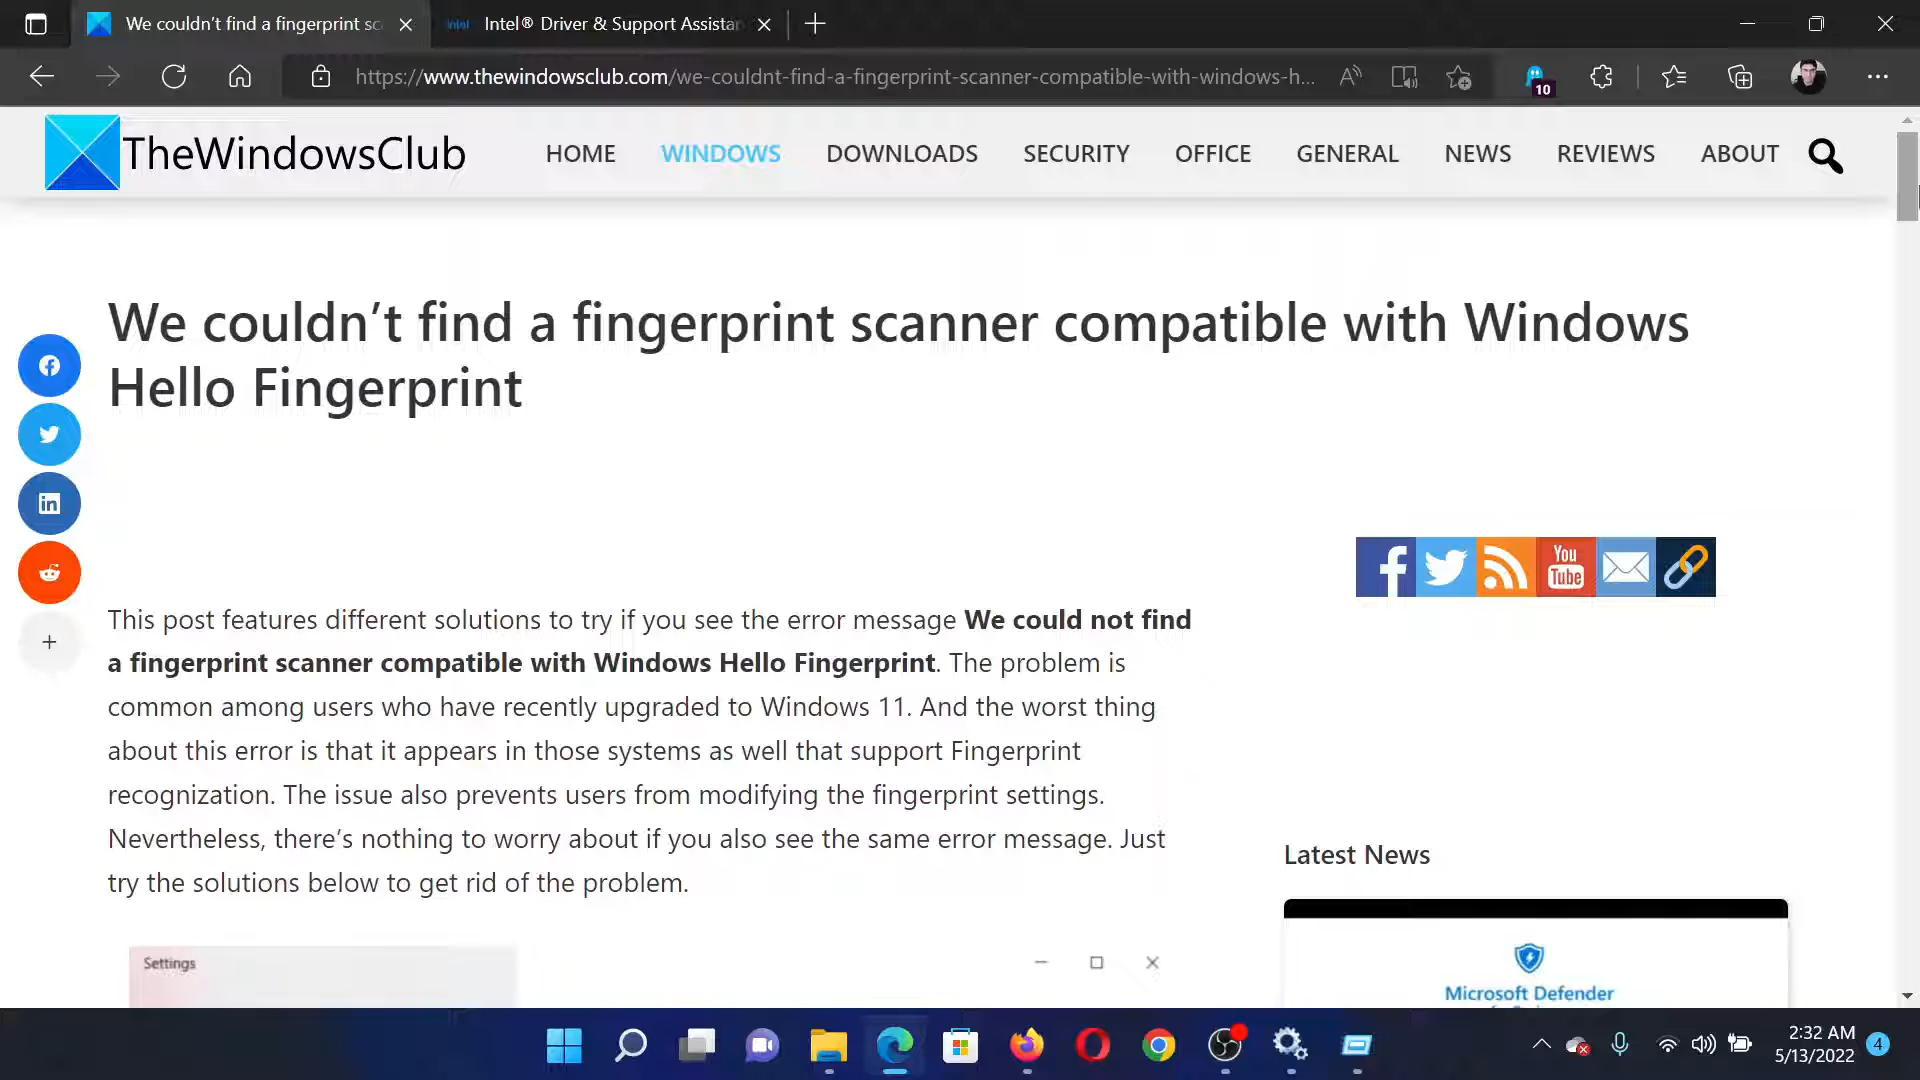 We couldn't find a fingerprint sc
intel
Intel® Driver & Support Assistan
https://www.thewindowsclub.com/we-couldnt-find-a-fingerprint-scanner-compatible-with-windows-h...
10
TheWindowsClub
HOME
WINDOWS
DOWNLOADS
SECURITY
OFFICE
GENERAL
NEWS
REVIEWS
ABOUT
We couldn’t find a fingerprint scanner compatible with Windows
Hello Fingerprint
You
Tube
This post features different solutions to try if you see the error message We could not find
a fingerprint scanner compatible with Windows Hello Fingerprint. The problem is
common among users who have recently upgraded to Windows 11. And the worst thing
about this error is that it appears in those systems as well that support Fingerprint
recognization. The issue also prevents users from modifying the fingerprint settings.
Nevertheless, there’s nothing to worry about if you also see the same error message. Just
try the solutions below to get rid of the problem.
Latest News
Settings
Microsoft Defender
2:32 AM
5/13/2022
4